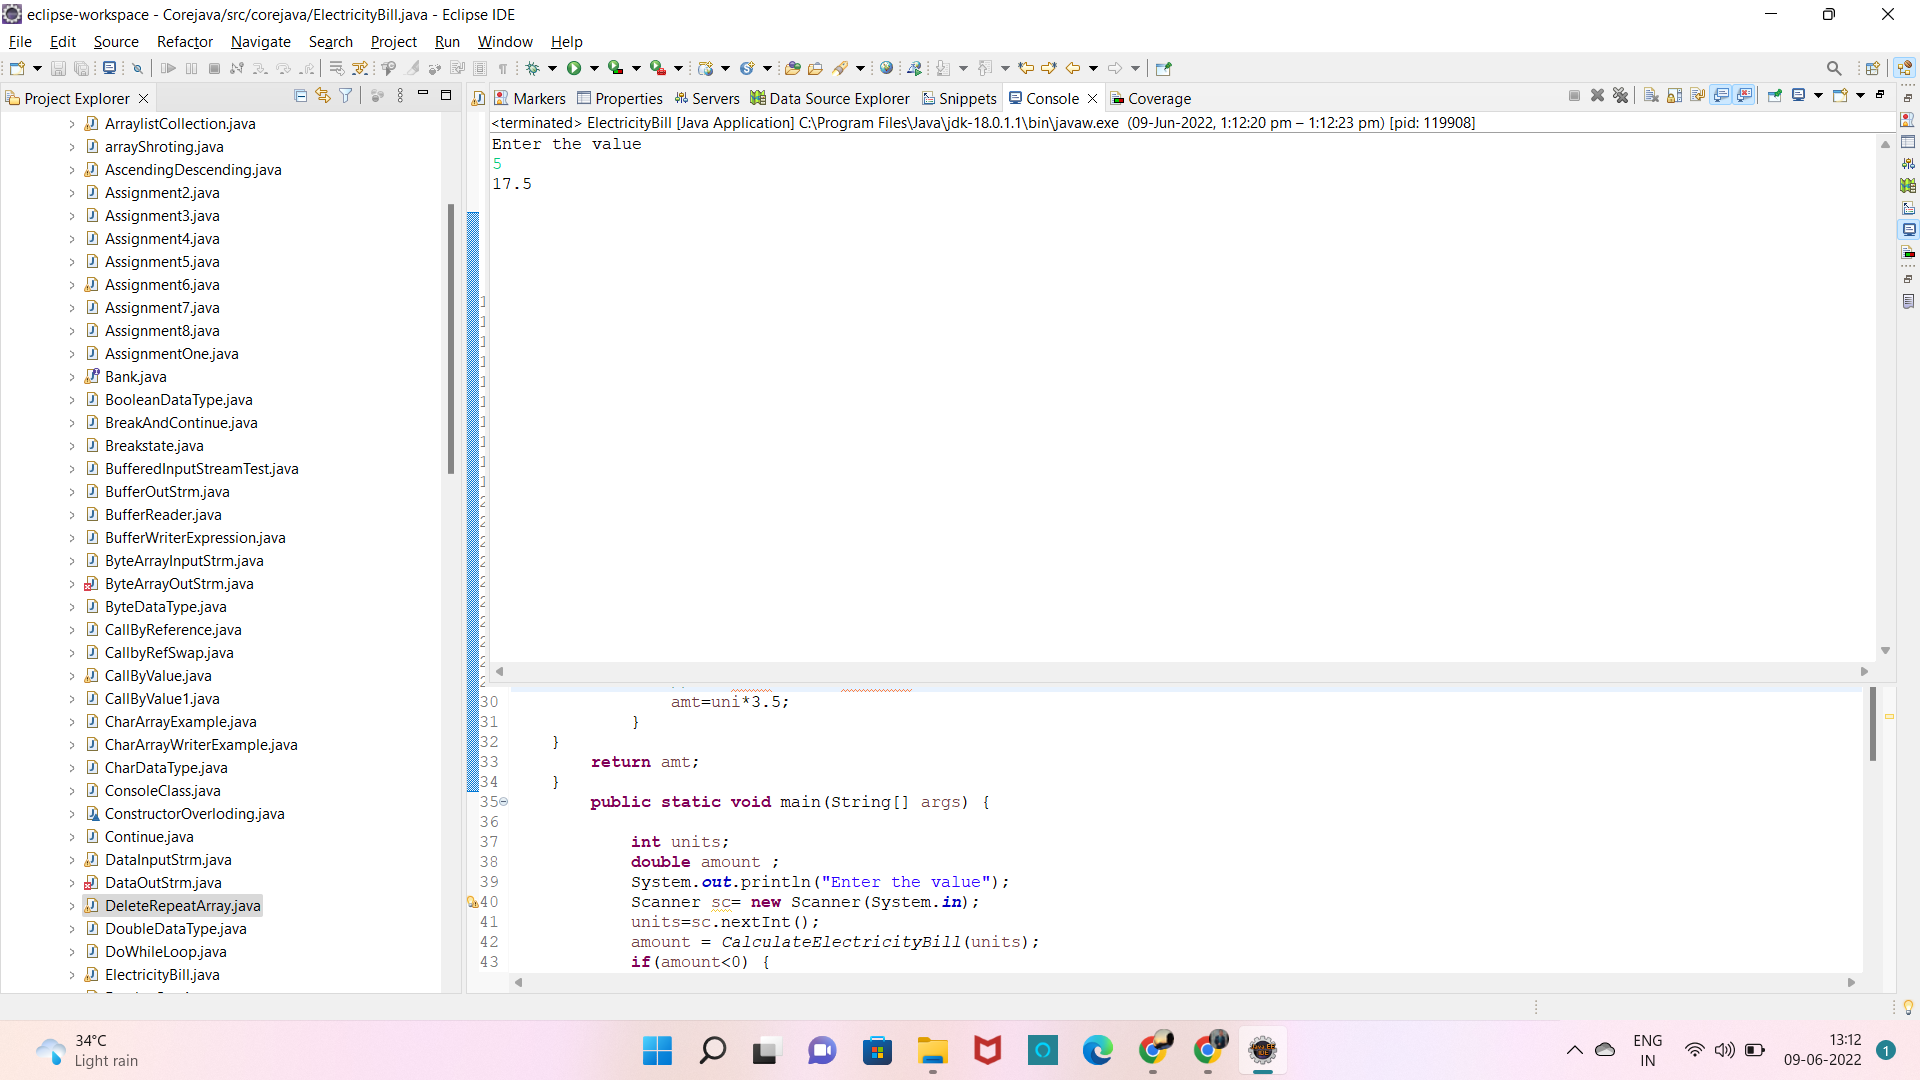 eclipse-workspace - Corejava/src/corejava/ElectricityBill.java - Eclipse IDE
File Edit Source Refactor Navigate Search Project Run Window Help
Project Explorer
Markers Properties Servers Data Source Explorer Snippets Console Coverage
<terminated> ElectricityBill [Java Application] C:\Program Files\Java\jdk-18.0.1.1\bin\javaw.exe (09-Jun-2022, 1:12:20 pm – 1:12:23 pm) [pid: 119908]
Enter the value
5
17.5
ArraylistCollection.java
arrayShroting.java
AscendingDescending.java
Assignment2.java
Assignment3.java
Assignment4.java
Assignment5.java
Assignment6.java
Assignment7.java
Assignment8.java
AssignmentOne.java
Bank.java
BooleanDataType.java
BreakAndContinue.java
Breakstate.java
BufferedInputStreamTest.java
BufferOutStrm.java
BufferReader.java
BufferWriterExpression.java
ByteArrayInputStrm.java
ByteArrayOutStrm.java
ByteDataType.java
CallByReference.java
CallbyRefSwap.java
CallByValue.java
CallByValue1.java
CharArrayExample.java
CharArrayWriterExample.java
CharDataType.java
ConsoleClass.java
ConstructorOverloding.java
Continue.java
DataInputStrm.java
DataOutStrm.java
DeleteRepeatArray.java
DoubleDataType.java
DoWhileLoop.java
ElectricityBill.java
30 amt=uni*3.5;
31 }
32 }
33 return amt;
34 }
35 public static void main(String[] args) {
36
37 int units;
38 double amount ;
39 System.out.println("Enter the value");
40 Scanner sc= new Scanner(System.in);
41 units=sc.nextInt();
42 amount = CalculateElectricityBill(units);
43 if(amount<0) {
34°C
Light rain
ENG
IN
13:12
09-06-2022
1